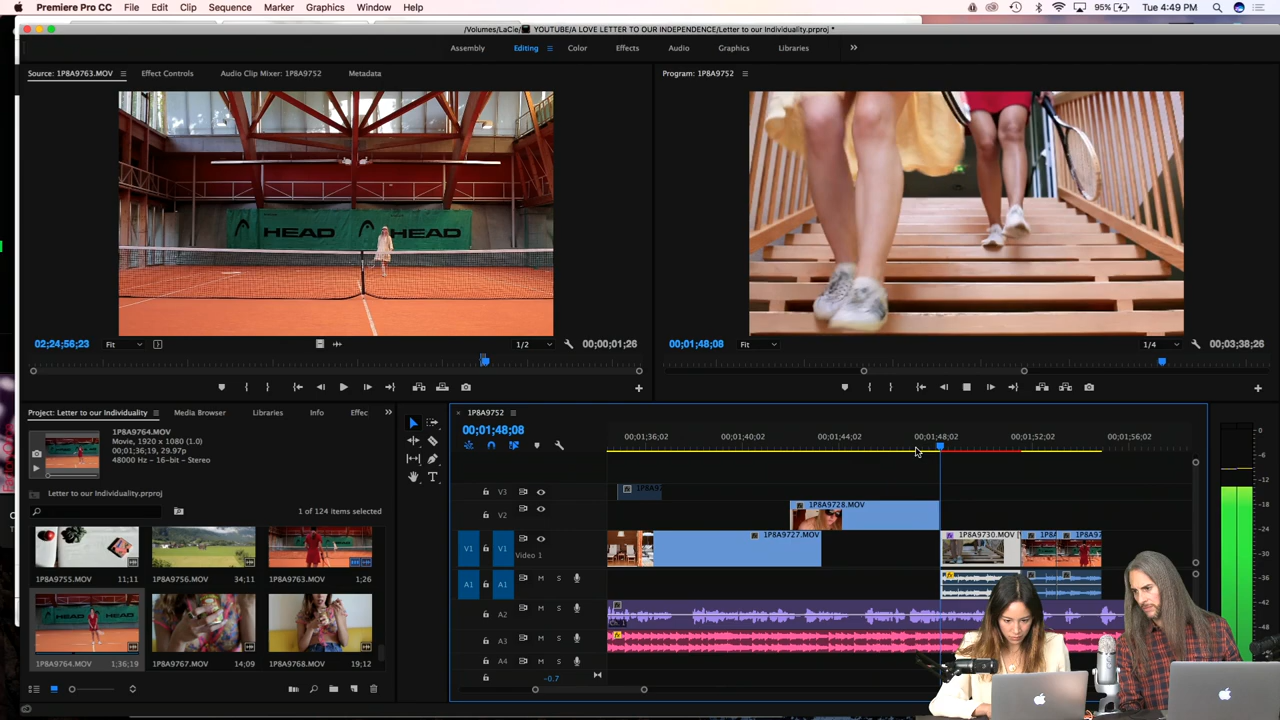 Premiere Pro CC File Edit Clip Sequence Marker Graphics Window Help 95% Tue 4:49 PM
/Volumes/LaCie/ YOUTUBE/A LOVE LETTER TO OUR INDEPENDENCE/Letter to our Individuality.prproj *
Assembly Editing Color Effects Audio Graphics Libraries
Source: 1P8A9763.MOV Effect Controls Audio Clip Mixer: 1P8A9752 Metadata
Program: 1P8A9752
HEAD HEAD
02;24;56;23 Fit 1/2 00;00;01;26
00;01;48;08 Fit 1/4 00;03;38;26
Project: Letter to our Individuality Media Browser Libraries Info Effec
1P8A9764.MOV
Movie, 1920 x 1080 (1.0)
00;01;36;19, 29.97p
48000 Hz - 16-bit - Stereo
Letter to our Individuality.prproj
1 of 124 items selected
1P8A9755.MOV 11;11 1P8A9756.MOV 34;11 1P8A9763.MOV 1;26
1P8A9764.MOV 1;36;19 1P8A9767.MOV 14;09 1P8A9768.MOV 19;12
1P8A9752
00;01;48;08
00;01;36;02 00;01;40;02 00;01;44;02 00;01;48;02 00;01;52;02 00;01;56;02
V3
V2 1P8A9728.MOV
V1 V1 Video 1 1P8A9727.MOV 1P8A9730.MOV
A1 A1 M S
A2 M S
A3 M S
A4 M S
-0.7
0